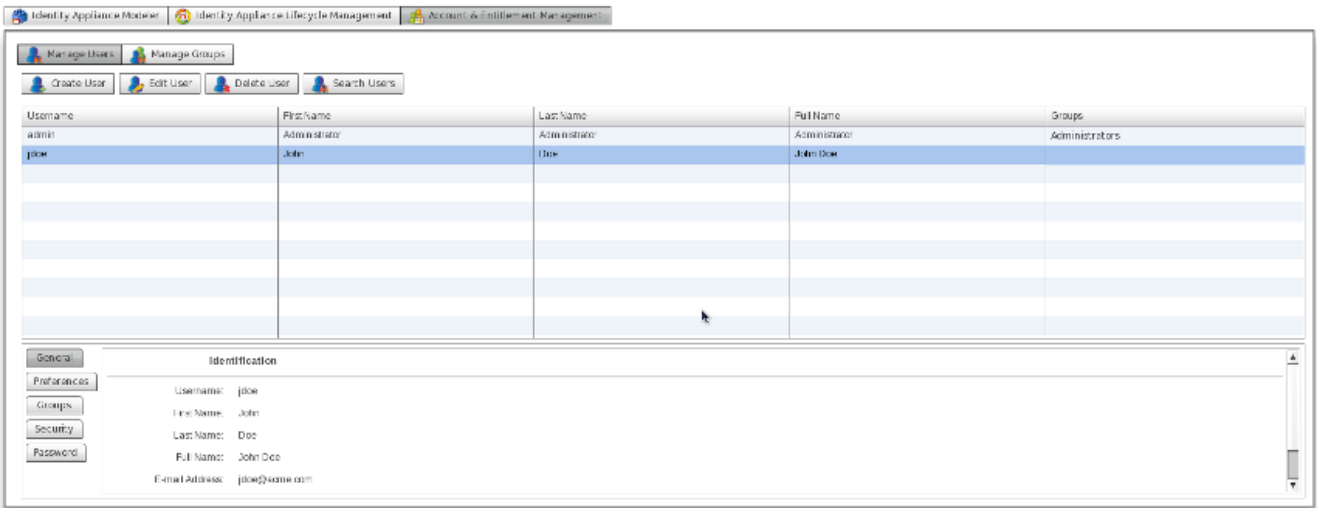 Identity Appliance Modeler Identity Appliance Lifecycle Management Account & Entitlement Management
Manage Users Manage Groups
Create User Edit User Delete User Search Users
Username First Name Last Name Full Name Groups
admin Administrator Administrator Administrator Administrators
jdoe John Doe John Doe
General
Identification
Preferences
Username: jdoe
Groups
First Name: John
Security
Last Name: Doe
Password
Full Name: John Doe
E-mail Address: jdoe@acme.com